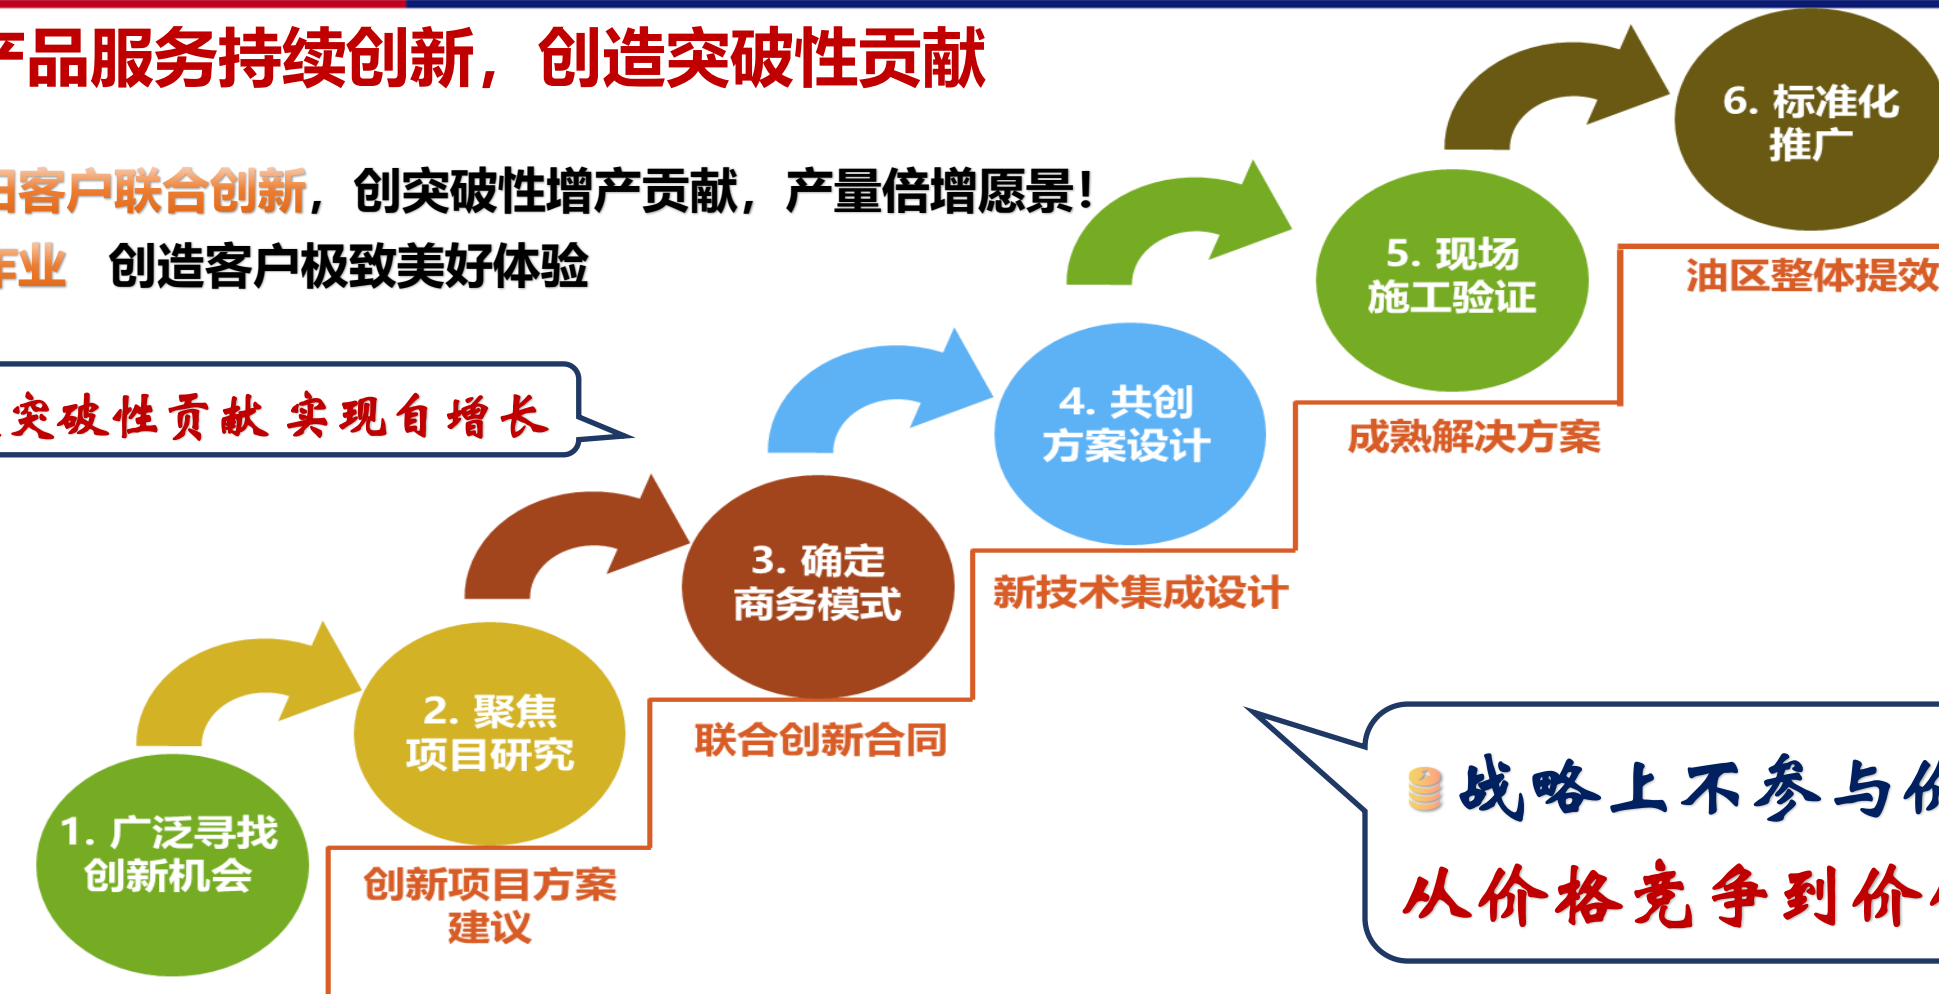 产品服务持续创新，创造突破性贡献
田客户联合创新，创突破性增产贡献，产量倍增愿景！
作业 创造客户极致美好体验
突破性贡献 实现自增长
6. 标准化
推广
油区整体提效
5. 现场
施工验证
成熟解决方案
4. 共创
方案设计
新技术集成设计
3. 确定
商务模式
联合创新合同
2. 聚焦
项目研究
创新项目方案
建议
1. 广泛寻找
创新机会
战略上不参与价
从价格竞争到价